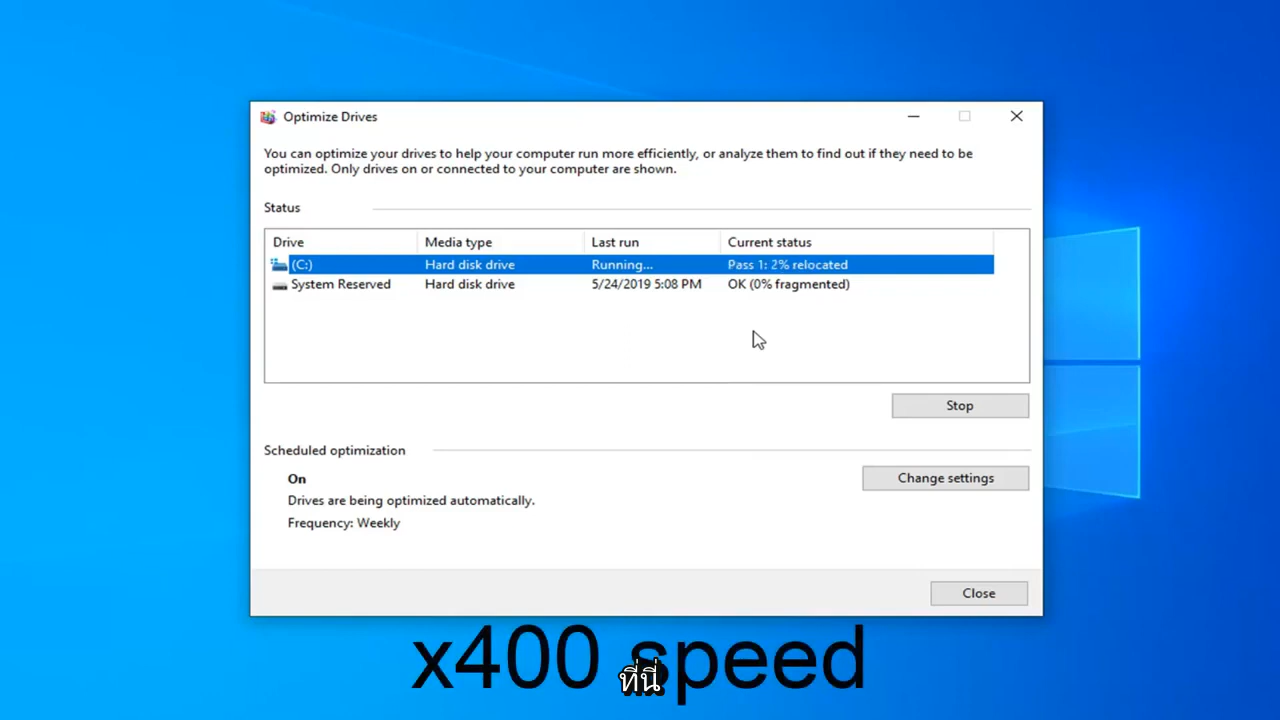 Optimize Drives
You can optimize your drives to help your computer run more efficiently, or analyze them to find out if they need to be
optimized. Only drives on or connected to your computer are shown.
Status
Drive Media type Last run Current status
(C:) Hard disk drive Running... Pass 1: 2% relocated
System Reserved Hard disk drive 5/24/2019 5:08 PM OK (0% fragmented)
Stop
Scheduled optimization
On
Change settings
Drives are being optimized automatically.
Frequency: Weekly
Close
x400 speed
ที่นี่